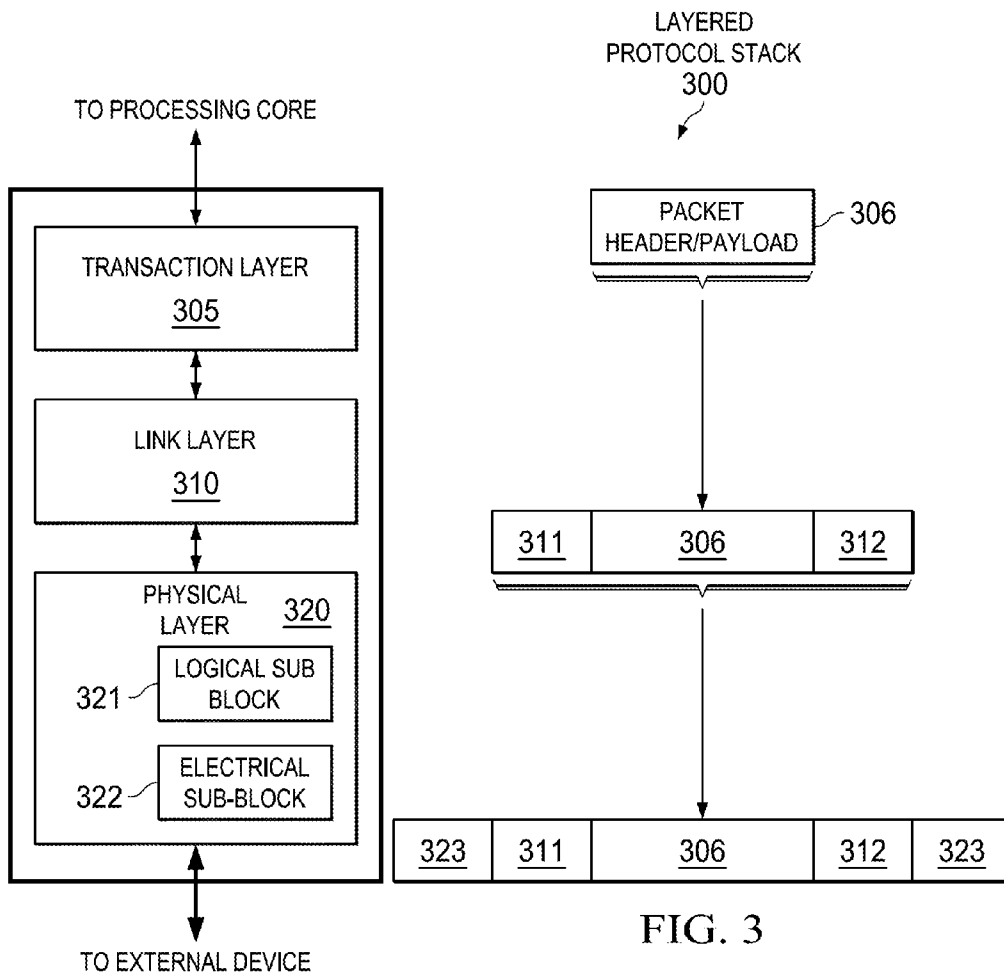 LAYERED
PROTOCOL STACK
300
TO PROCESSING CORE
TRANSACTION LAYER
305
LINK LAYER
310
PHYSICAL
LAYER
320
LOGICAL SUB
BLOCK
321
ELECTRICAL
SUB-BLOCK
322
TO EXTERNAL DEVICE
PACKET
HEADER/PAYLOAD
306
311 306 312
323 311 306 312 323
FIG. 3